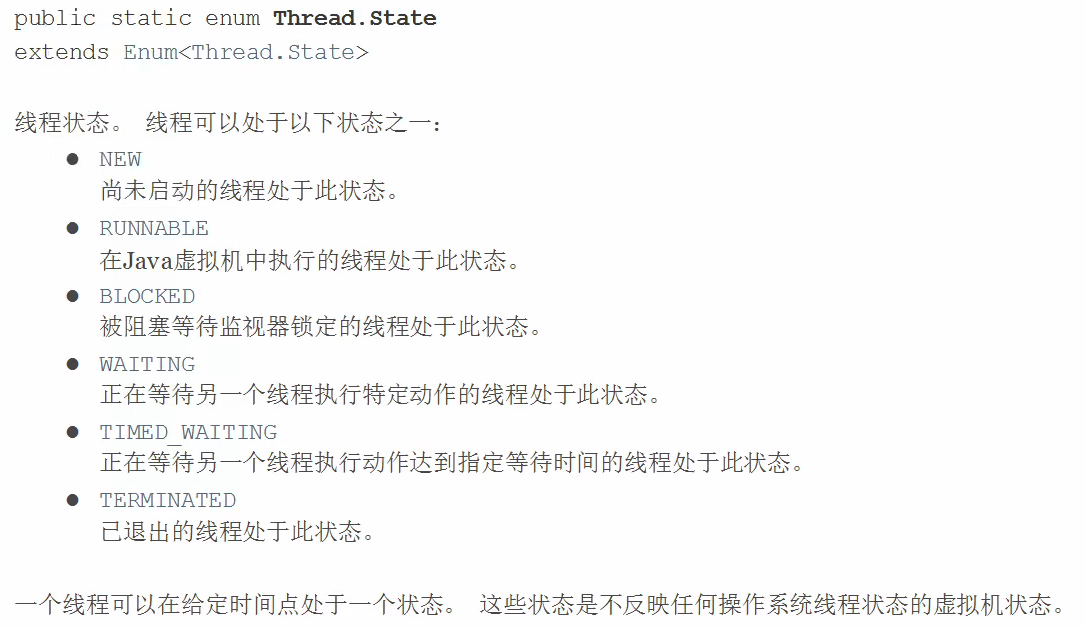 public static enum Thread.State
extends Enum<Thread.State>
线程状态。 线程可以处于以下状态之一:
● NEW
尚未启动的线程处于此状态。
● RUNNABLE
在Java虚拟机中执行的线程处于此状态。
● BLOCKED
被阻塞等待监视器锁定的线程处于此状态。
● WAITING
正在等待另一个线程执行特定动作的线程处于此状态。
● TIMED_WAITING
正在等待另一个线程执行动作达到指定等待时间的线程处于此状态。
● TERMINATED
已退出的线程处于此状态。
一个线程可以在给定时间点处于一个状态。 这些状态是不反映任何操作系统线程状态的虚拟机状态。